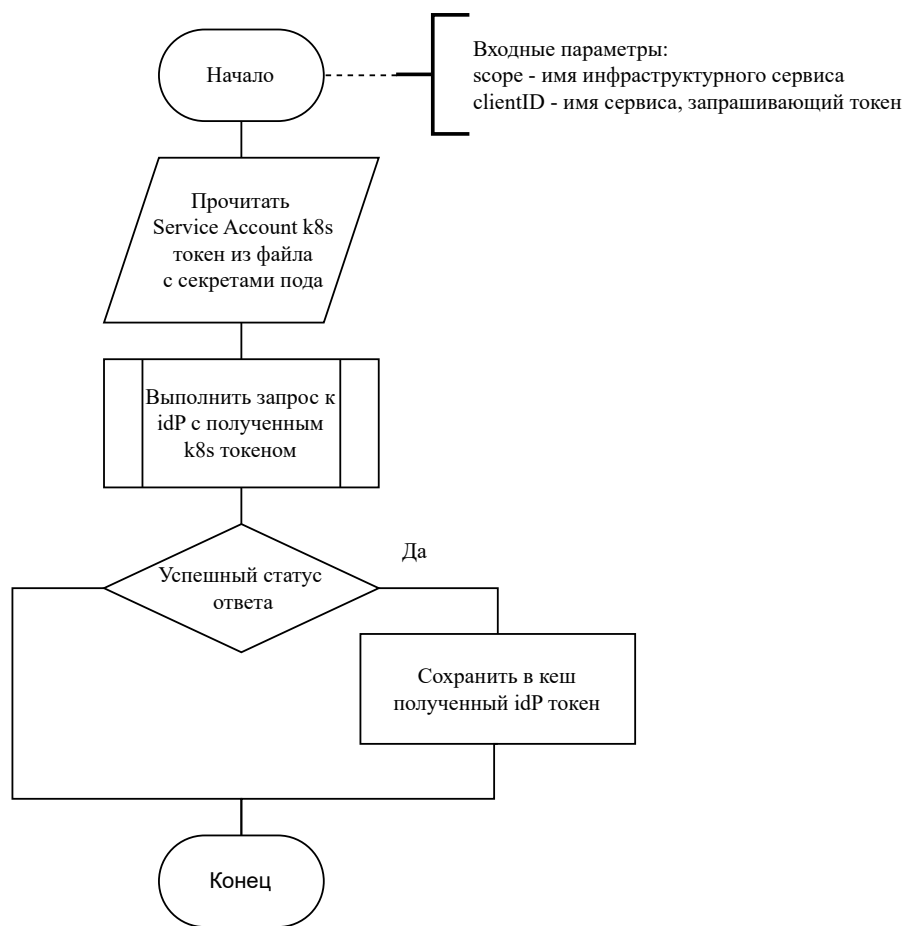 Начало
Входные параметры:
scope - имя инфраструктурного сервиса
clientID - имя сервиса, запрашивающий токен
Прочитать
Service Account k8s
токен из файла
с секретами пода
Выполнить запрос к
idP с полученным
k8s токеном
Успешный статус
ответа
Да
Сохранить в кеш
полученный idP токен
Конец